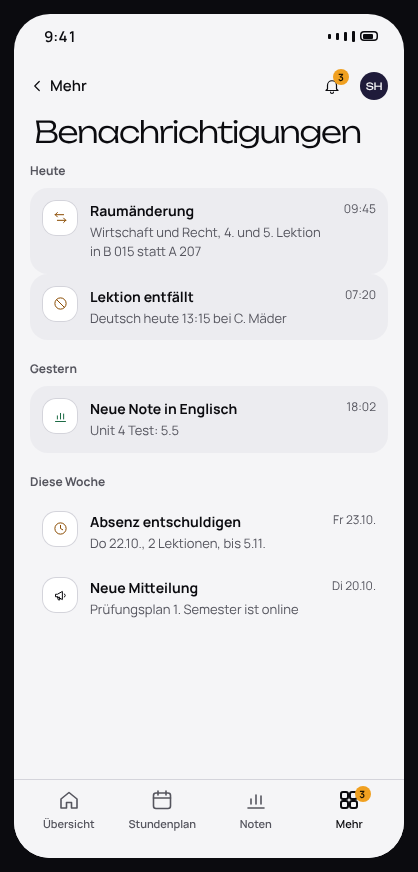 9:41
Mehr
3
SH
Benachrichtigungen
Heute
Raumänderung
09:45
Wirtschaft und Recht, 4. und 5. Lektion
in B 015 statt A 207
Lektion entfällt
07:20
Deutsch heute 13:15 bei C. Mäder
Gestern
Neue Note in Englisch
18:02
Unit 4 Test: 5.5
Diese Woche
Absenz entschuldigen
Fr 23.10.
Do 22.10., 2 Lektionen, bis 5.11.
Neue Mitteilung
Di 20.10.
Prüfungsplan 1. Semester ist online
3
Übersicht
Stundenplan
Noten
Mehr